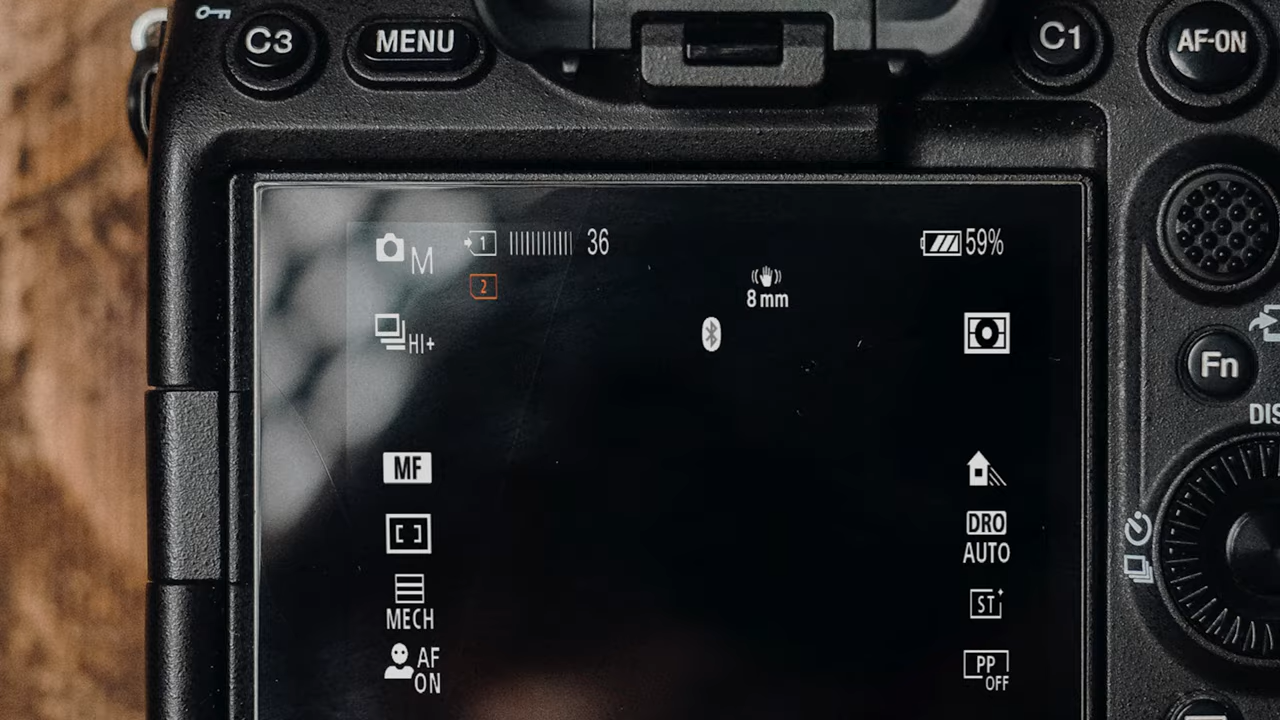 C3
MENU
C1
AF-ON
M
1
36
59%
2
8 mm
HI+
Fn
DIS
MF
DRO
AUTO
MECH
ST
AF
ON
PP
OFF